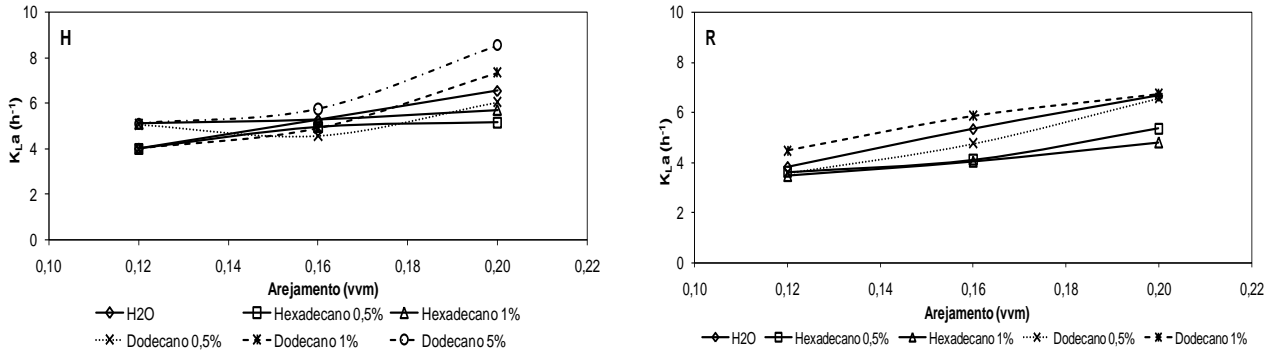 H
K_La (h⁻¹)
10
8
6
4
2
0
0,10 0,12 0,14 0,16 0,18 0,20 0,22
Arejamento (vvm)
H2O Hexadecano 0,5% Hexadecano 1%
Dodecano 0,5% Dodecano 1% Dodecano 5%
R
K_La (h⁻¹)
10
8
6
4
2
0
0,10 0,12 0,14 0,16 0,18 0,20 0,22
Arejamento (vvm)
H2O Hexadecano 0,5% Hexadecano 1% Dodecano 0,5% Dodecano 1%